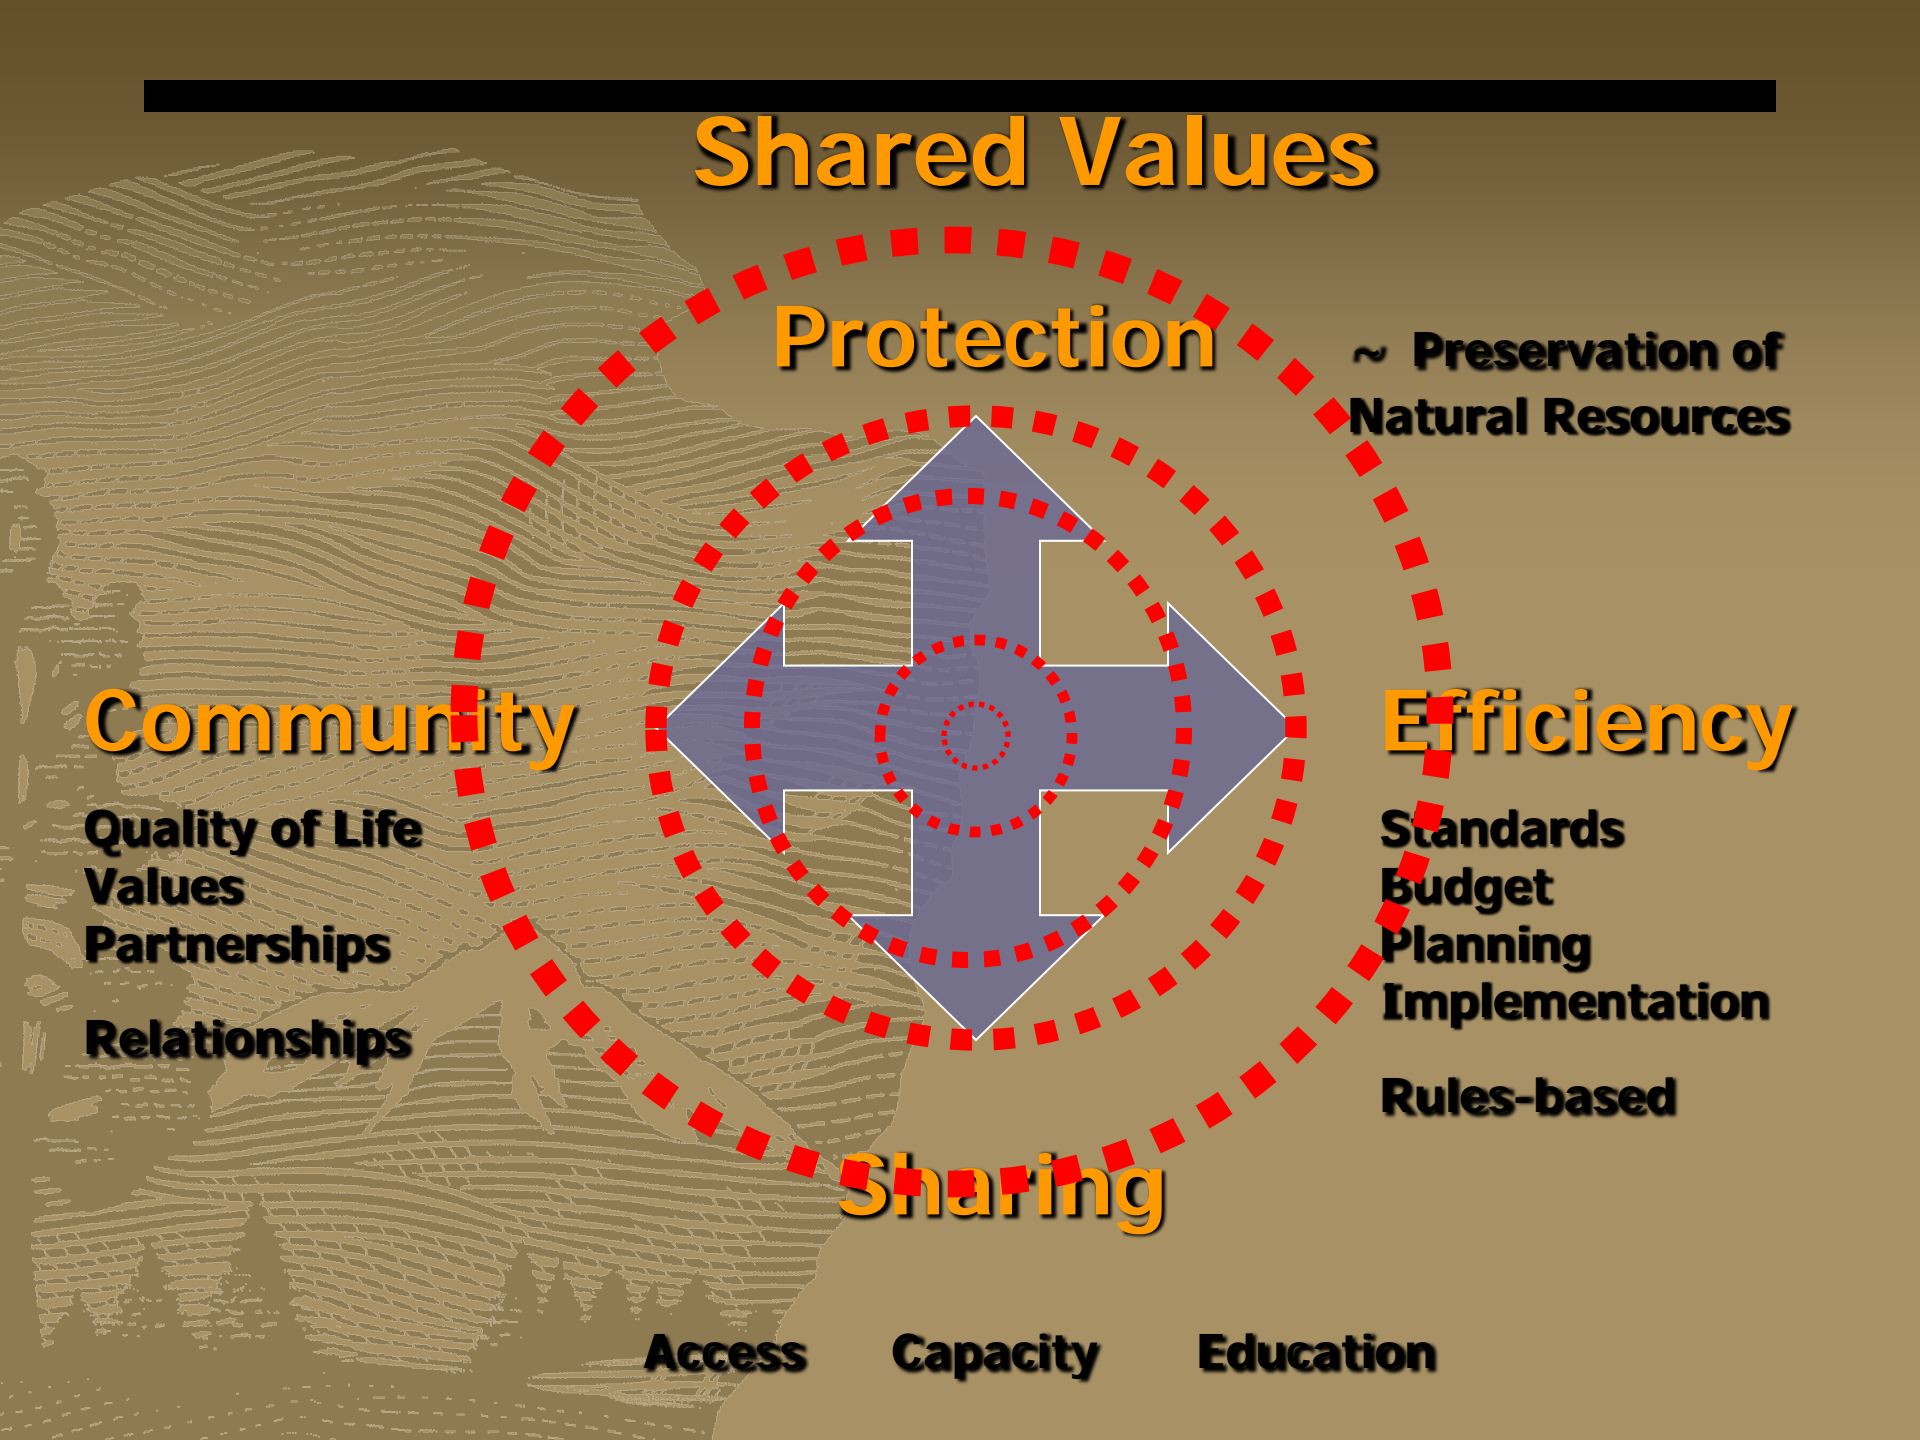 Shared Values
Protection
~ Preservation of
Natural Resources
Community
Quality of Life
Values
Partnerships
Relationships
Efficiency
Standards
Budget
Planning
Implementation
Rules-based
Sharing
Access Capacity Education